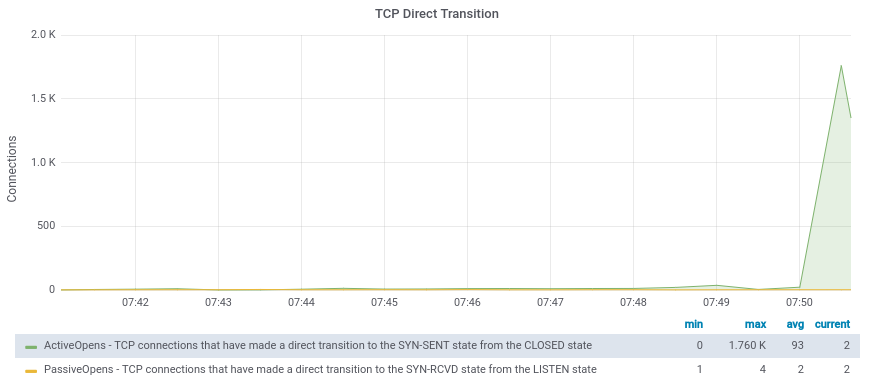 TCP Direct Transition
2.0 K
1.5 K
1.0 K
500
0
Connections
07:42 07:43 07:44 07:45 07:46 07:47 07:48 07:49 07:50
min max avg current
ActiveOpens - TCP connections that have made a direct transition to the SYN-SENT state from the CLOSED state 0 1.760 K 93 2
PassiveOpens - TCP connections that have made a direct transition to the SYN-RCVD state from the LISTEN state 1 4 2 2